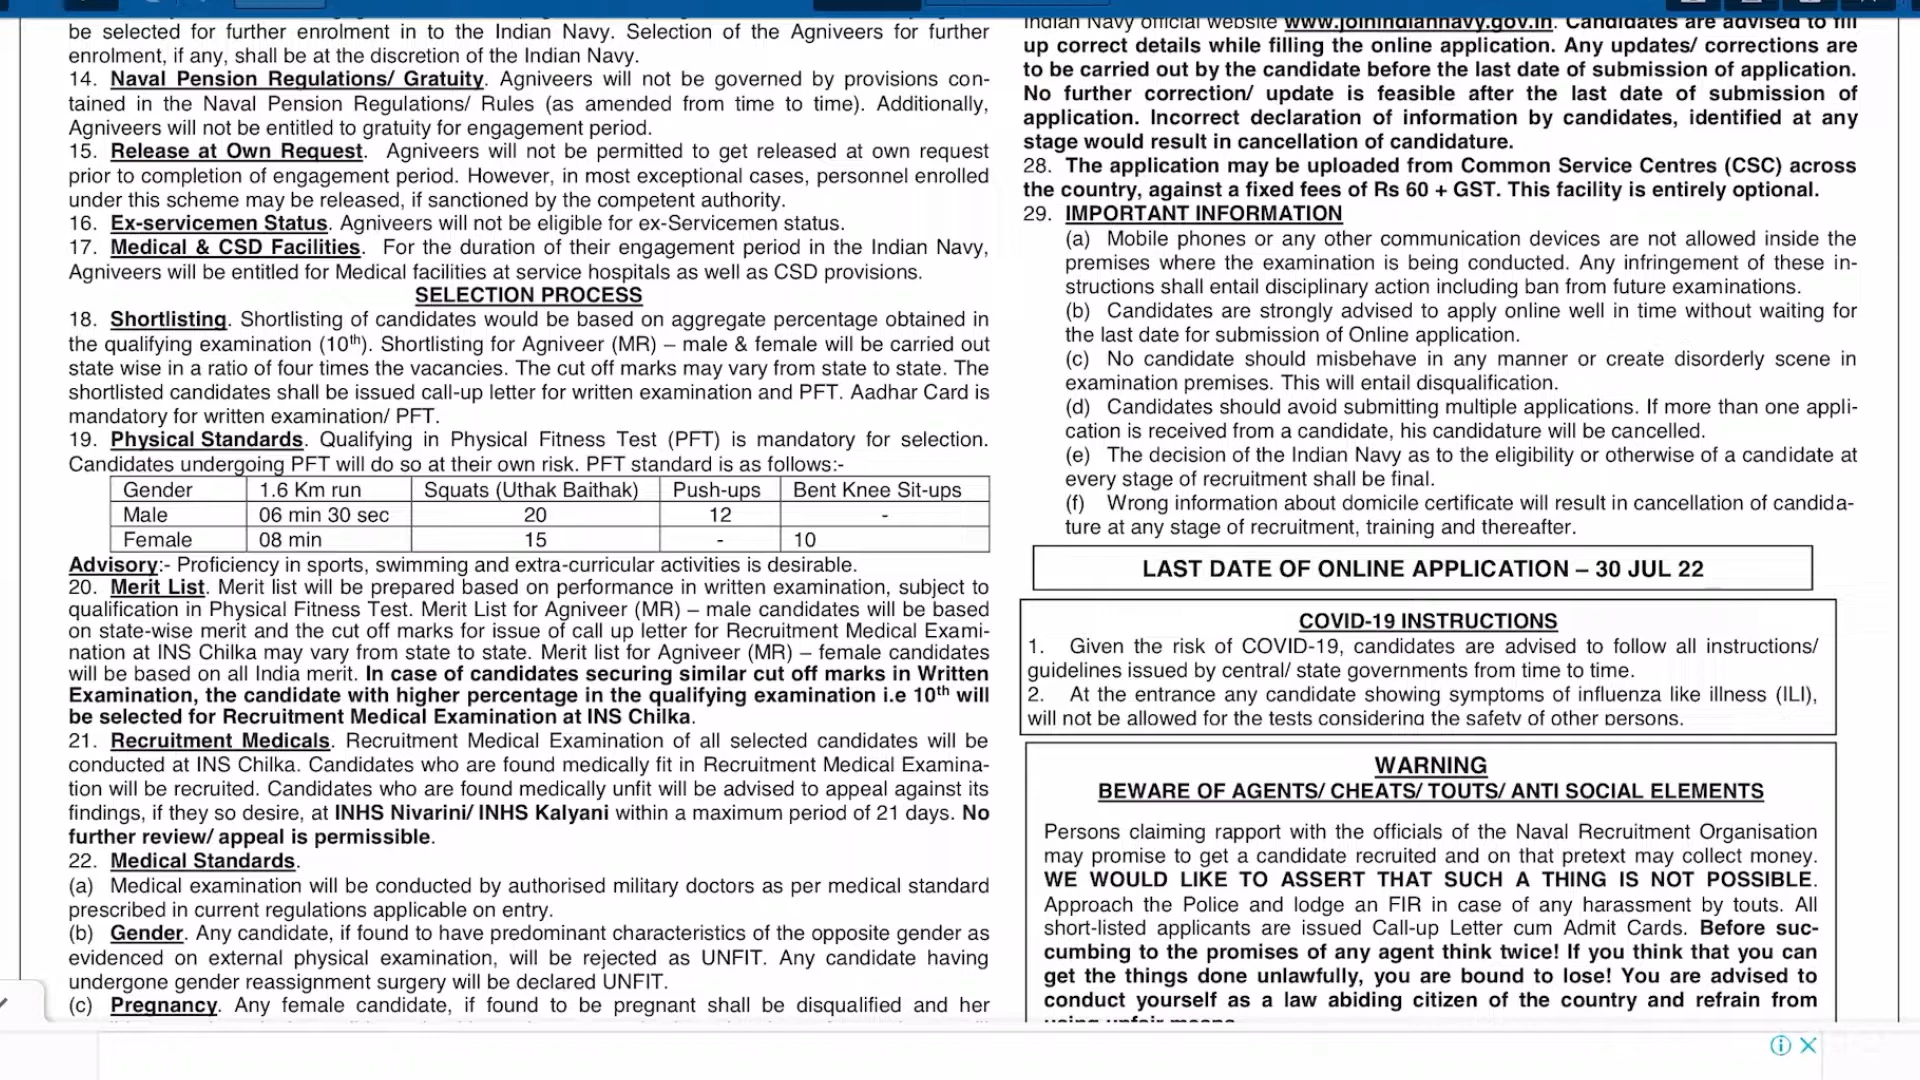 be selected for further enrolment in to the Indian Navy. Selection of the Agniveers for further
enrolment, if any, shall be at the discretion of the Indian Navy.
14. Naval Pension Regulations/ Gratuity. Agniveers will not be governed by provisions con-
tained in the Naval Pension Regulations/ Rules (as amended from time to time). Additionally,
Agniveers will not be entitled to gratuity for engagement period.
15. Release at Own Request. Agniveers will not be permitted to get released at own request
prior to completion of engagement period. However, in most exceptional cases, personnel enrolled
under this scheme may be released, if sanctioned by the competent authority.
16. Ex-servicemen Status. Agniveers will not be eligible for ex-Servicemen status.
17. Medical & CSD Facilities. For the duration of their engagement period in the Indian Navy,
Agniveers will be entitled for Medical facilities at service hospitals as well as CSD provisions.
SELECTION PROCESS
18. Shortlisting. Shortlisting of candidates would be based on aggregate percentage obtained in
the qualifying examination (10th). Shortlisting for Agniveer (MR) – male & female will be carried out
state wise in a ratio of four times the vacancies. The cut off marks may vary from state to state. The
shortlisted candidates shall be issued call-up letter for written examination and PFT. Aadhar Card is
mandatory for written examination/ PFT.
19. Physical Standards. Qualifying in Physical Fitness Test (PFT) is mandatory for selection.
Candidates undergoing PFT will do so at their own risk. PFT standard is as follows:-
Gender 1.6 Km run Squats (Uthak Baithak) Push-ups Bent Knee Sit-ups
Male 06 min 30 sec 20 12 -
Female 08 min 15 - 10
Advisory:- Proficiency in sports, swimming and extra-curricular activities is desirable.
20. Merit List. Merit list will be prepared based on performance in written examination, subject to
qualification in Physical Fitness Test. Merit List for Agniveer (MR) – male candidates will be based
on state-wise merit and the cut off marks for issue of call up letter for Recruitment Medical Exami-
nation at INS Chilka may vary from state to state. Merit list for Agniveer (MR) – female candidates
will be based on all India merit. In case of candidates securing similar cut off marks in Written
Examination, the candidate with higher percentage in the qualifying examination i.e 10th will
be selected for Recruitment Medical Examination at INS Chilka.
21. Recruitment Medicals. Recruitment Medical Examination of all selected candidates will be
conducted at INS Chilka. Candidates who are found medically fit in Recruitment Medical Examina-
tion will be recruited. Candidates who are found medically unfit will be advised to appeal against its
findings, if they so desire, at INHS Nivarini/ INHS Kalyani within a maximum period of 21 days. No
further review/ appeal is permissible.
22. Medical Standards.
(a) Medical examination will be conducted by authorised military doctors as per medical standard
prescribed in current regulations applicable on entry.
(b) Gender. Any candidate, if found to have predominant characteristics of the opposite gender as
evidenced on external physical examination, will be rejected as UNFIT. Any candidate having
undergone gender reassignment surgery will be declared UNFIT.
(c) Pregnancy. Any female candidate, if found to be pregnant shall be disqualified and her
Indian Navy official website www.joinindiannavy.gov.in. Candidates are advised to fill
up correct details while filling the online application. Any updates/ corrections are
to be carried out by the candidate before the last date of submission of application.
No further correction/ update is feasible after the last date of submission of
application. Incorrect declaration of information by candidates, identified at any
stage would result in cancellation of candidature.
28. The application may be uploaded from Common Service Centres (CSC) across
the country, against a fixed fees of Rs 60 + GST. This facility is entirely optional.
29. IMPORTANT INFORMATION
(a) Mobile phones or any other communication devices are not allowed inside the
premises where the examination is being conducted. Any infringement of these in-
structions shall entail disciplinary action including ban from future examinations.
(b) Candidates are strongly advised to apply online well in time without waiting for
the last date for submission of Online application.
(c) No candidate should misbehave in any manner or create disorderly scene in
examination premises. This will entail disqualification.
(d) Candidates should avoid submitting multiple applications. If more than one appli-
cation is received from a candidate, his candidature will be cancelled.
(e) The decision of the Indian Navy as to the eligibility or otherwise of a candidate at
every stage of recruitment shall be final.
(f) Wrong information about domicile certificate will result in cancellation of candida-
ture at any stage of recruitment, training and thereafter.
LAST DATE OF ONLINE APPLICATION – 30 JUL 22
COVID-19 INSTRUCTIONS
1. Given the risk of COVID-19, candidates are advised to follow all instructions/
guidelines issued by central/ state governments from time to time.
2. At the entrance any candidate showing symptoms of influenza like illness (ILI),
will not be allowed for the tests considering the safety of other persons.
WARNING
BEWARE OF AGENTS/ CHEATS/ TOUTS/ ANTI SOCIAL ELEMENTS
Persons claiming rapport with the officials of the Naval Recruitment Organisation
may promise to get a candidate recruited and on that pretext may collect money.
WE WOULD LIKE TO ASSERT THAT SUCH A THING IS NOT POSSIBLE.
Approach the Police and lodge an FIR in case of any harassment by touts. All
short-listed applicants are issued Call-up Letter cum Admit Cards. Before suc-
cumbing to the promises of any agent think twice! If you think that you can
get the things done unlawfully, you are bound to lose! You are advised to
conduct yourself as a law abiding citizen of the country and refrain from